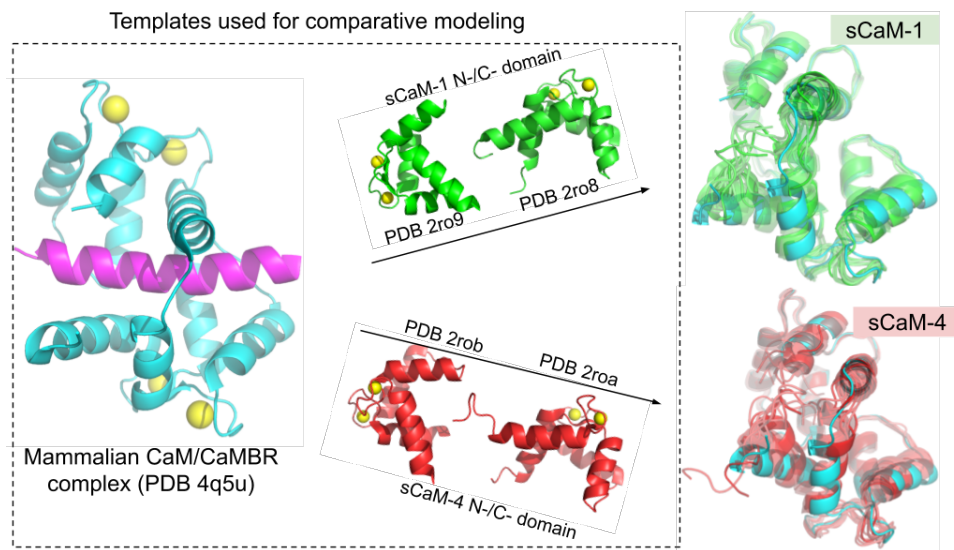 Templates used for comparative modeling
sCaM-1
sCaM-1 N-/C- domain
PDB 2ro9
PDB 2ro8
PDB 2rob
PDB 2roa
sCaM-4 N-/C- domain
sCaM-4
Mammalian CaM/CaMBR
complex (PDB 4q5u)